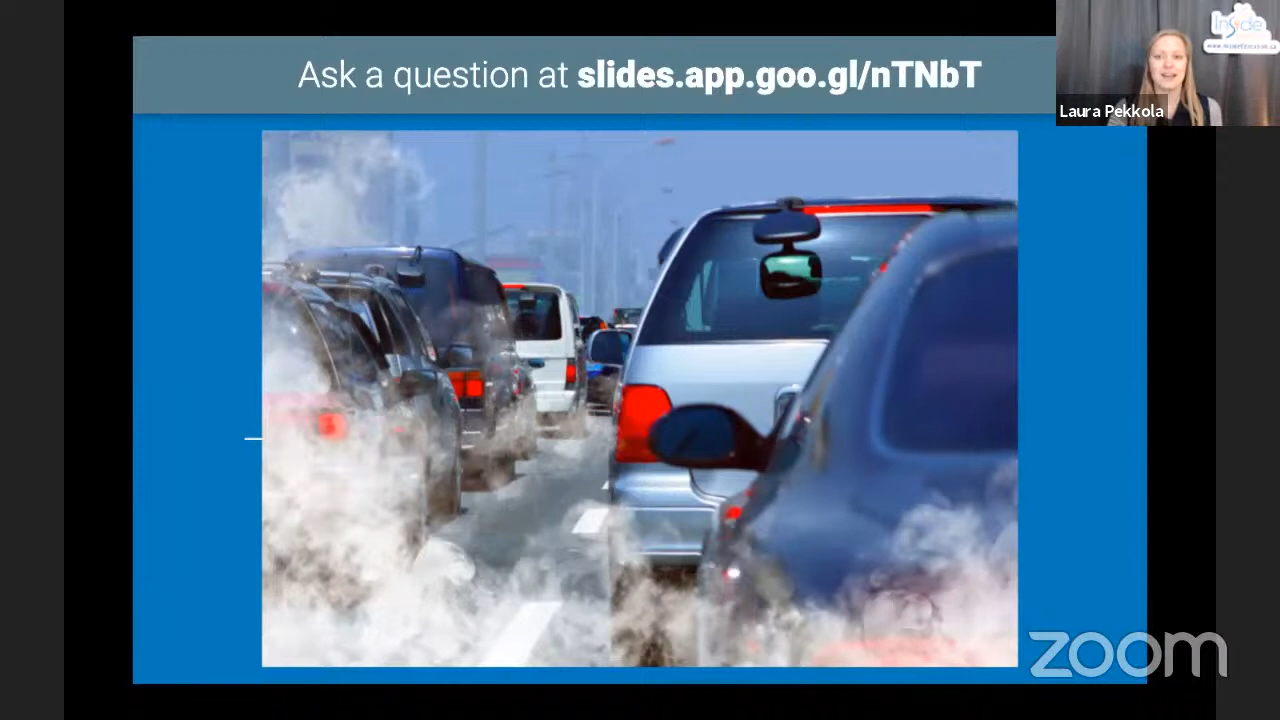 Ask a question at slides.app.goo.gl/nTNbT
Inside
Laura Pekkola
zoom